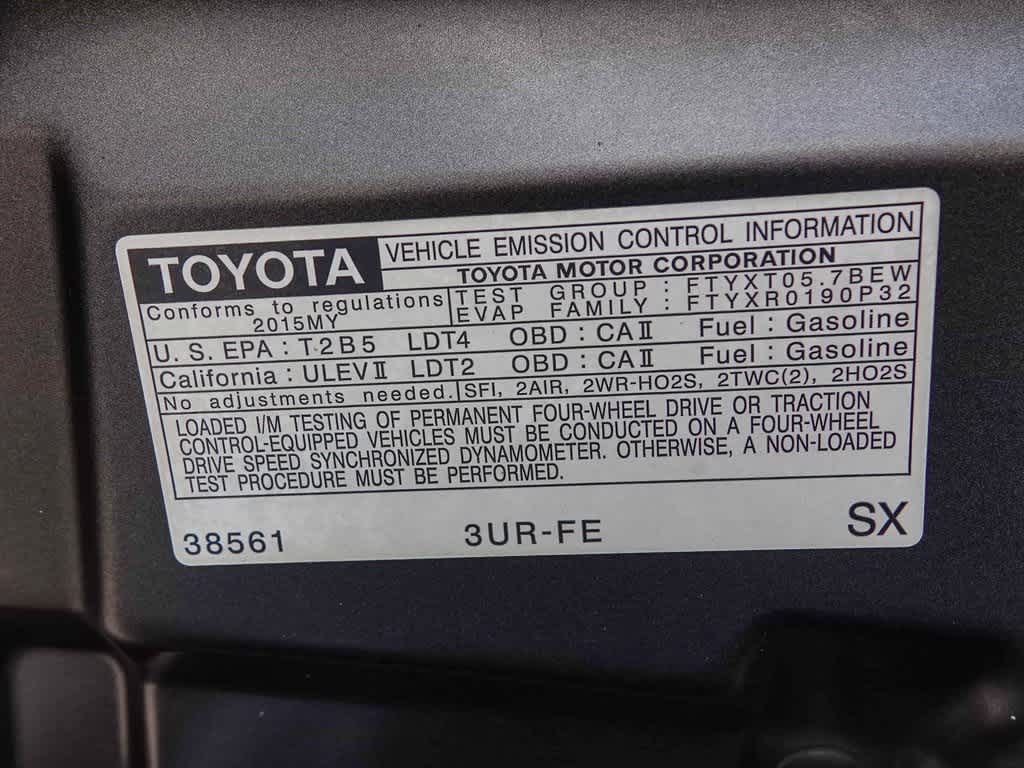 TOYOTA VEHICLE EMISSION CONTROL INFORMATION
TOYOTA MOTOR CORPORATION
Conforms to regulations
2015MY
TEST GROUP : FTYXT05.7BEW
EVAP FAMILY : FTYXR0190P32
U.S.EPA : T2B5 LDT4 OBD : CAⅡ Fuel : Gasoline
California : ULEVⅡ LDT2 OBD : CAⅡ Fuel : Gasoline
No adjustments needed. SFI, 2AIR, 2WR-HO2S, 2TWC(2), 2HO2S
LOADED I/M TESTING OF PERMANENT FOUR-WHEEL DRIVE OR TRACTION
CONTROL-EQUIPPED VEHICLES MUST BE CONDUCTED ON A FOUR-WHEEL
DRIVE SPEED SYNCHRONIZED DYNAMOMETER. OTHERWISE, A NON-LOADED
TEST PROCEDURE MUST BE PERFORMED.
38561 3UR-FE SX